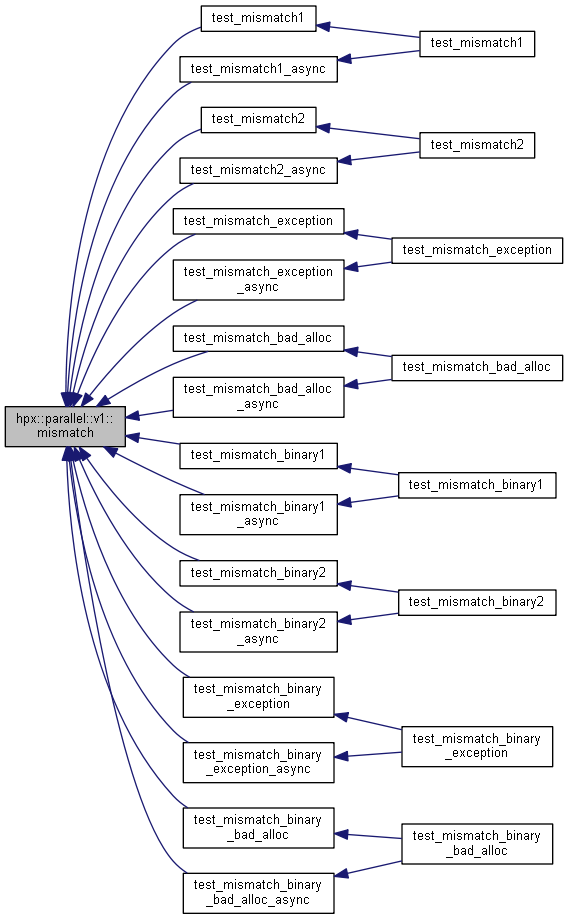 test_mismatch1
test_mismatch1
test_mismatch1_async
test_mismatch2
test_mismatch2
test_mismatch2_async
test_mismatch_exception
test_mismatch_exception
test_mismatch_exception
_async
test_mismatch_bad_alloc
test_mismatch_bad_alloc
test_mismatch_bad_alloc
_async
hpx::parallel::v1::
mismatch
test_mismatch_binary1
test_mismatch_binary1
test_mismatch_binary1
_async
test_mismatch_binary2
test_mismatch_binary2
test_mismatch_binary2
_async
test_mismatch_binary
_exception
test_mismatch_binary
_exception
test_mismatch_binary
_exception_async
test_mismatch_binary
_bad_alloc
test_mismatch_binary
_bad_alloc
test_mismatch_binary
_bad_alloc_async